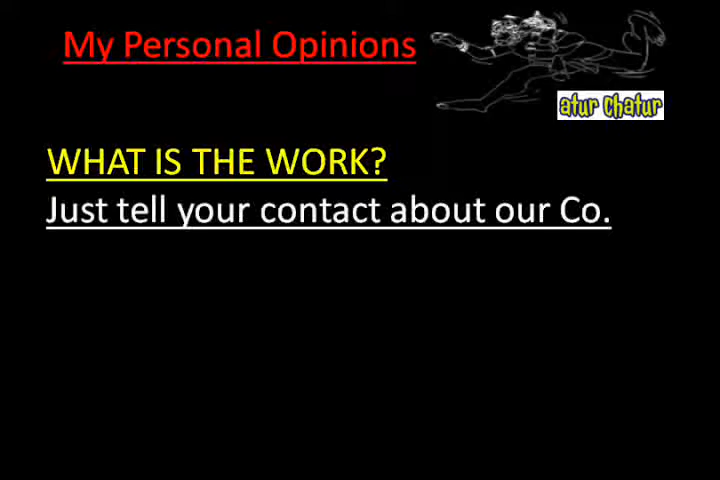 My Personal Opinions
atur chatur
WHAT IS THE WORK?
Just tell your contact about our Co.